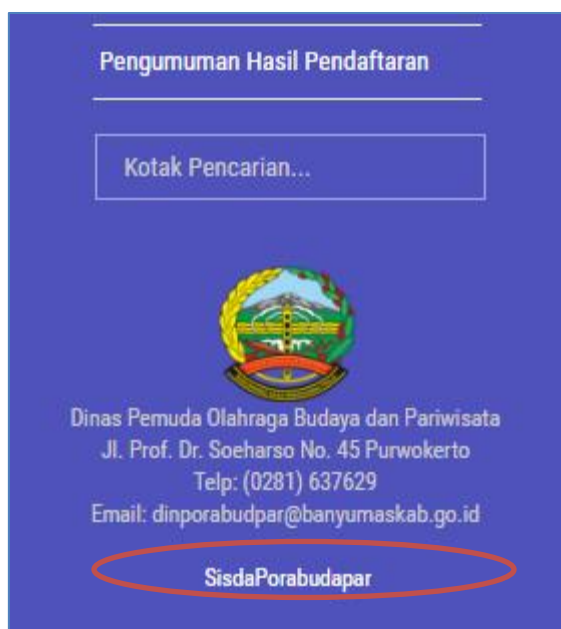 Pengumuman Hasil Pendaftaran
Kotak Pencarian...
Dinas Pemuda Olahraga Budaya dan Pariwisata
Jl. Prof. Dr. Soeharso No. 45 Purwokerto
Telp: (0281) 637629
Email: dinporabudpar@banyumaskab.go.id
SisdaPorabudapar